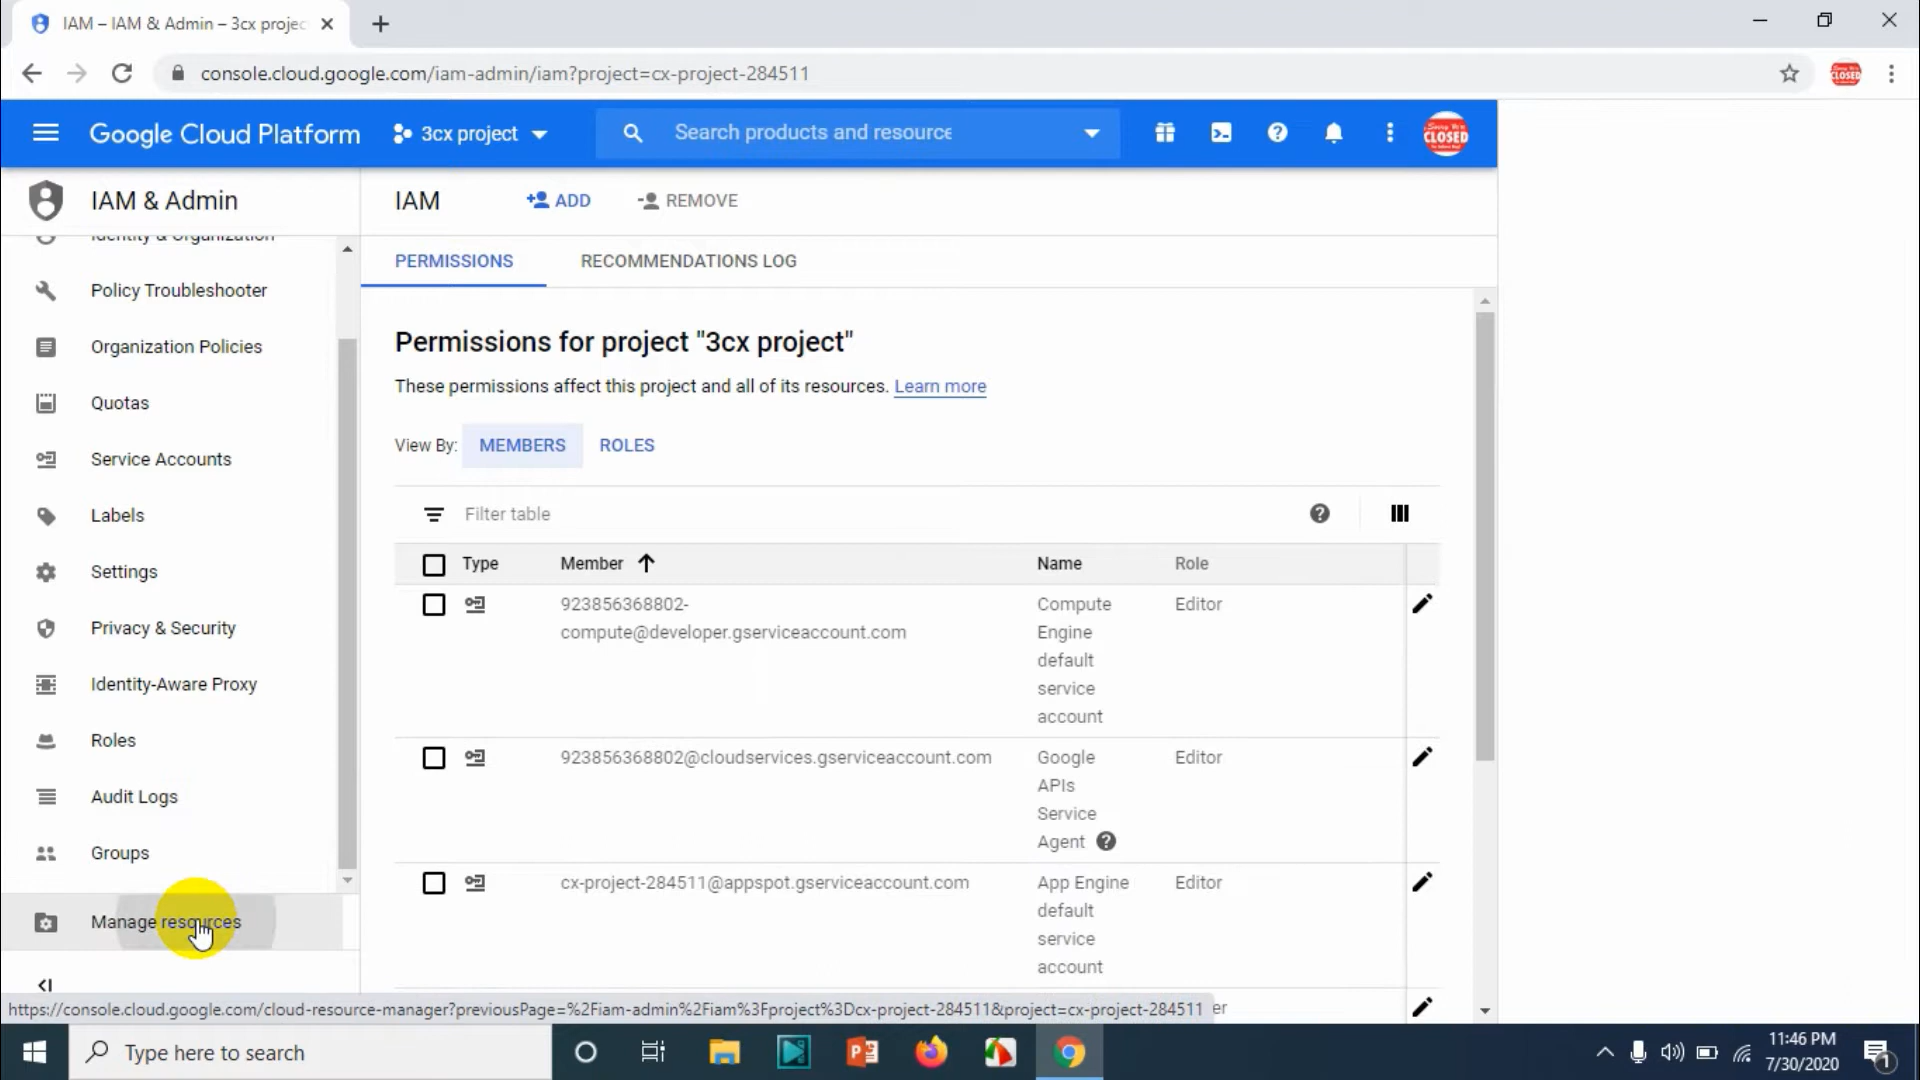 IAM – IAM & Admin – 3cx projec
console.cloud.google.com/iam-admin/iam?project=cx-project-284511
CLOSED
Google Cloud Platform
3cx project
Search products and resource
CLOSED
IAM & Admin
IAM
ADD
REMOVE
Identity & Organization
Policy Troubleshooter
Organization Policies
Quotas
Service Accounts
Labels
Settings
Privacy & Security
Identity-Aware Proxy
Roles
Audit Logs
Groups
Manage resources
PERMISSIONS
RECOMMENDATIONS LOG
Permissions for project "3cx project"
These permissions affect this project and all of its resources. Learn more
View By: MEMBERS ROLES
Filter table
Type Member Name Role
923856368802-
compute@developer.gserviceaccount.com
Compute
Engine
default
service
account
Editor
923856368802@cloudservices.gserviceaccount.com
Google
APIs
Service
Agent
Editor
cx-project-284511@appspot.gserviceaccount.com
App Engine
default
service
account
Editor
er
https://console.cloud.google.com/cloud-resource-manager?previousPage=%2Fiam-admin%2Fiam%3Fproject%3Dcx-project-284511&project=cx-project-284511
Type here to search
11:46 PM
7/30/2020
1